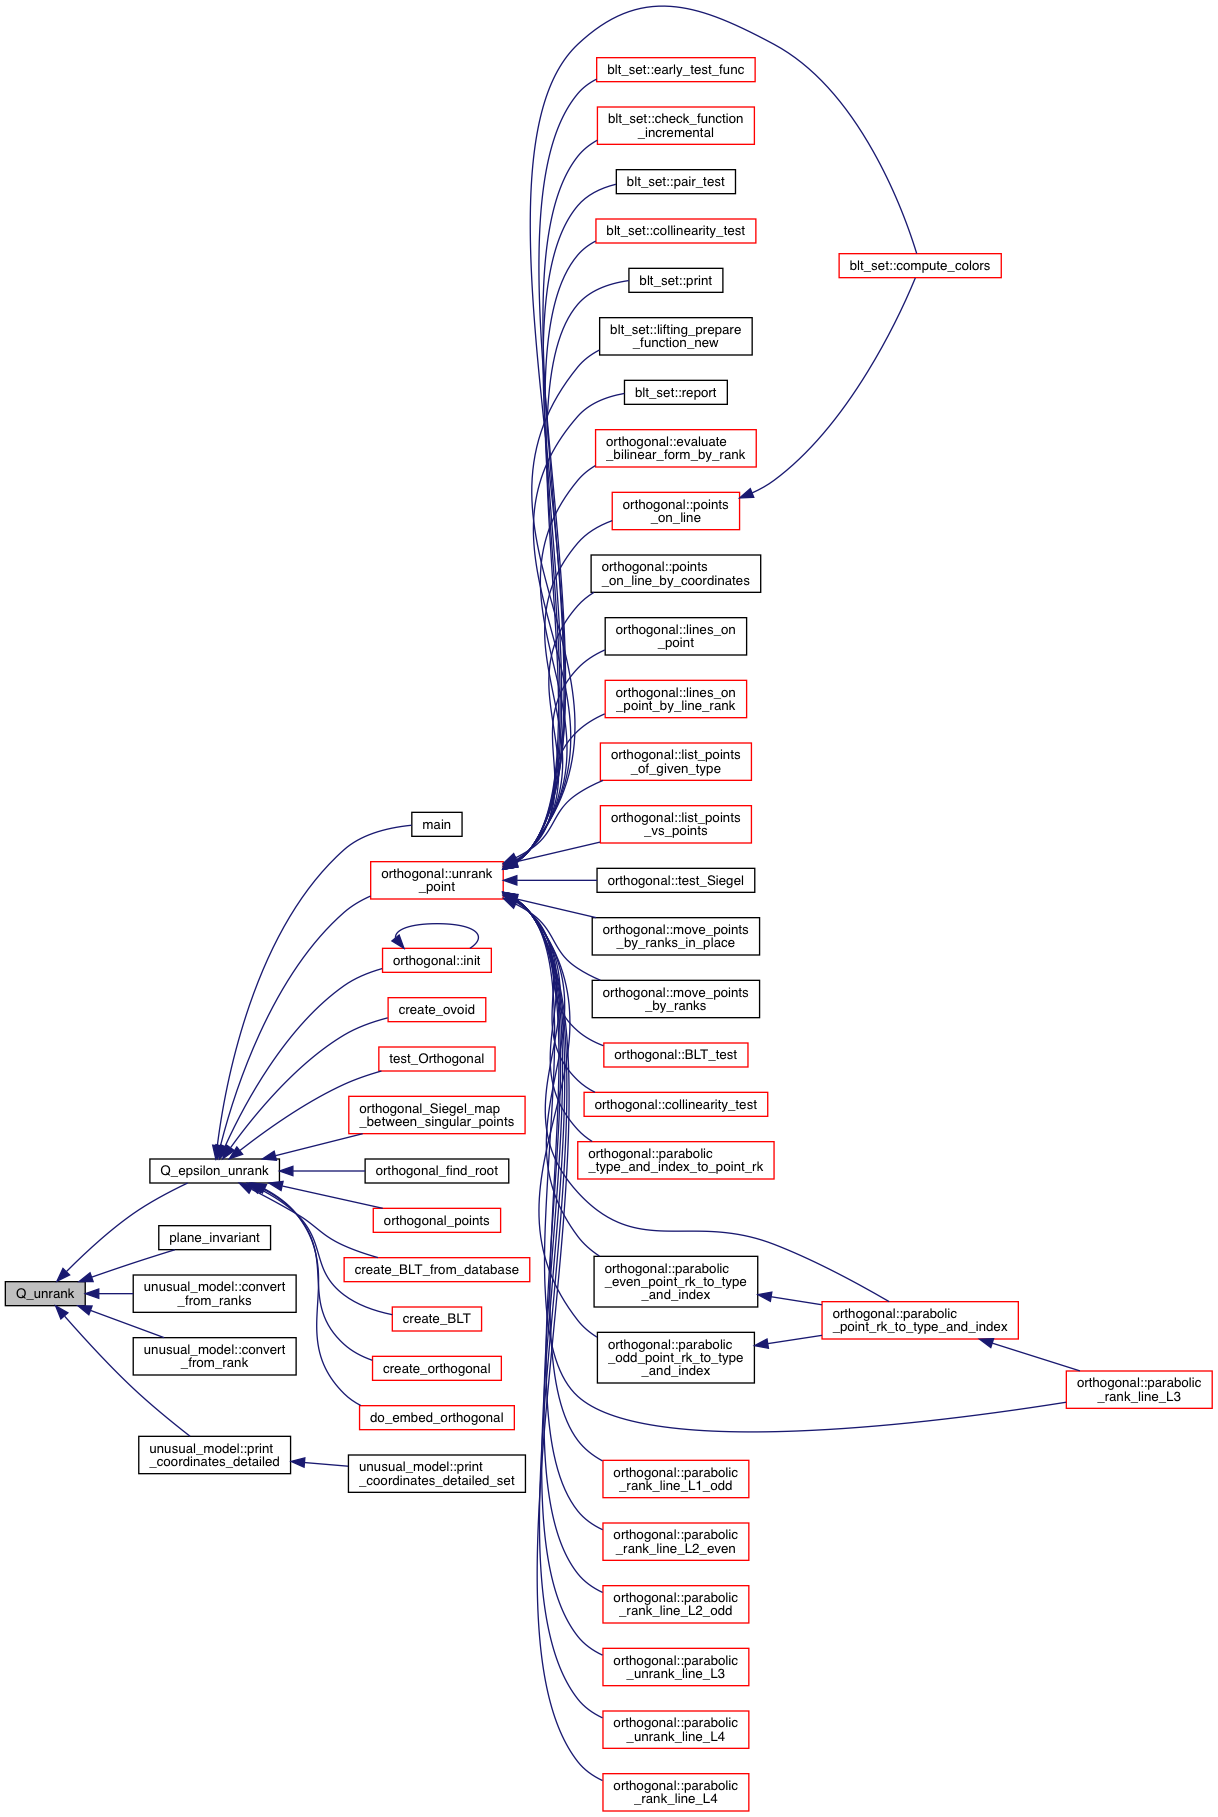 blt_set::early_test_func
blt_set::check_function
_incremental
blt_set::pair_test
blt_set::collinearity_test
blt_set::compute_colors
blt_set::print
blt_set::lifting_prepare
_function_new
blt_set::report
orthogonal::evaluate
_bilinear_form_by_rank
orthogonal::points
_on_line
orthogonal::points
_on_line_by_coordinates
orthogonal::lines_on
_point
orthogonal::lines_on
_point_by_line_rank
orthogonal::list_points
_of_given_type
orthogonal::list_points
_vs_points
main
orthogonal::unrank
_point
orthogonal::test_Siegel
orthogonal::move_points
_by_ranks_in_place
orthogonal::init
orthogonal::move_points
_by_ranks
create_ovoid
test_Orthogonal
orthogonal::BLT_test
orthogonal_Siegel_map
_between_singular_points
orthogonal::collinearity_test
Q_epsilon_unrank
orthogonal_find_root
orthogonal::parabolic
_type_and_index_to_point_rk
orthogonal_points
plane_invariant
create_BLT_from_database
orthogonal::parabolic
_even_point_rk_to_type
_and_index
Q_unrank
unusual_model::convert
_from_ranks
create_BLT
orthogonal::parabolic
_point_rk_to_type_and_index
unusual_model::convert
_from_rank
orthogonal::parabolic
_odd_point_rk_to_type
_and_index
create_orthogonal
orthogonal::parabolic
_rank_line_L3
do_embed_orthogonal
unusual_model::print
_coordinates_detailed
unusual_model::print
_coordinates_detailed_set
orthogonal::parabolic
_rank_line_L1_odd
orthogonal::parabolic
_rank_line_L2_even
orthogonal::parabolic
_rank_line_L2_odd
orthogonal::parabolic
_unrank_line_L3
orthogonal::parabolic
_unrank_line_L4
orthogonal::parabolic
_rank_line_L4